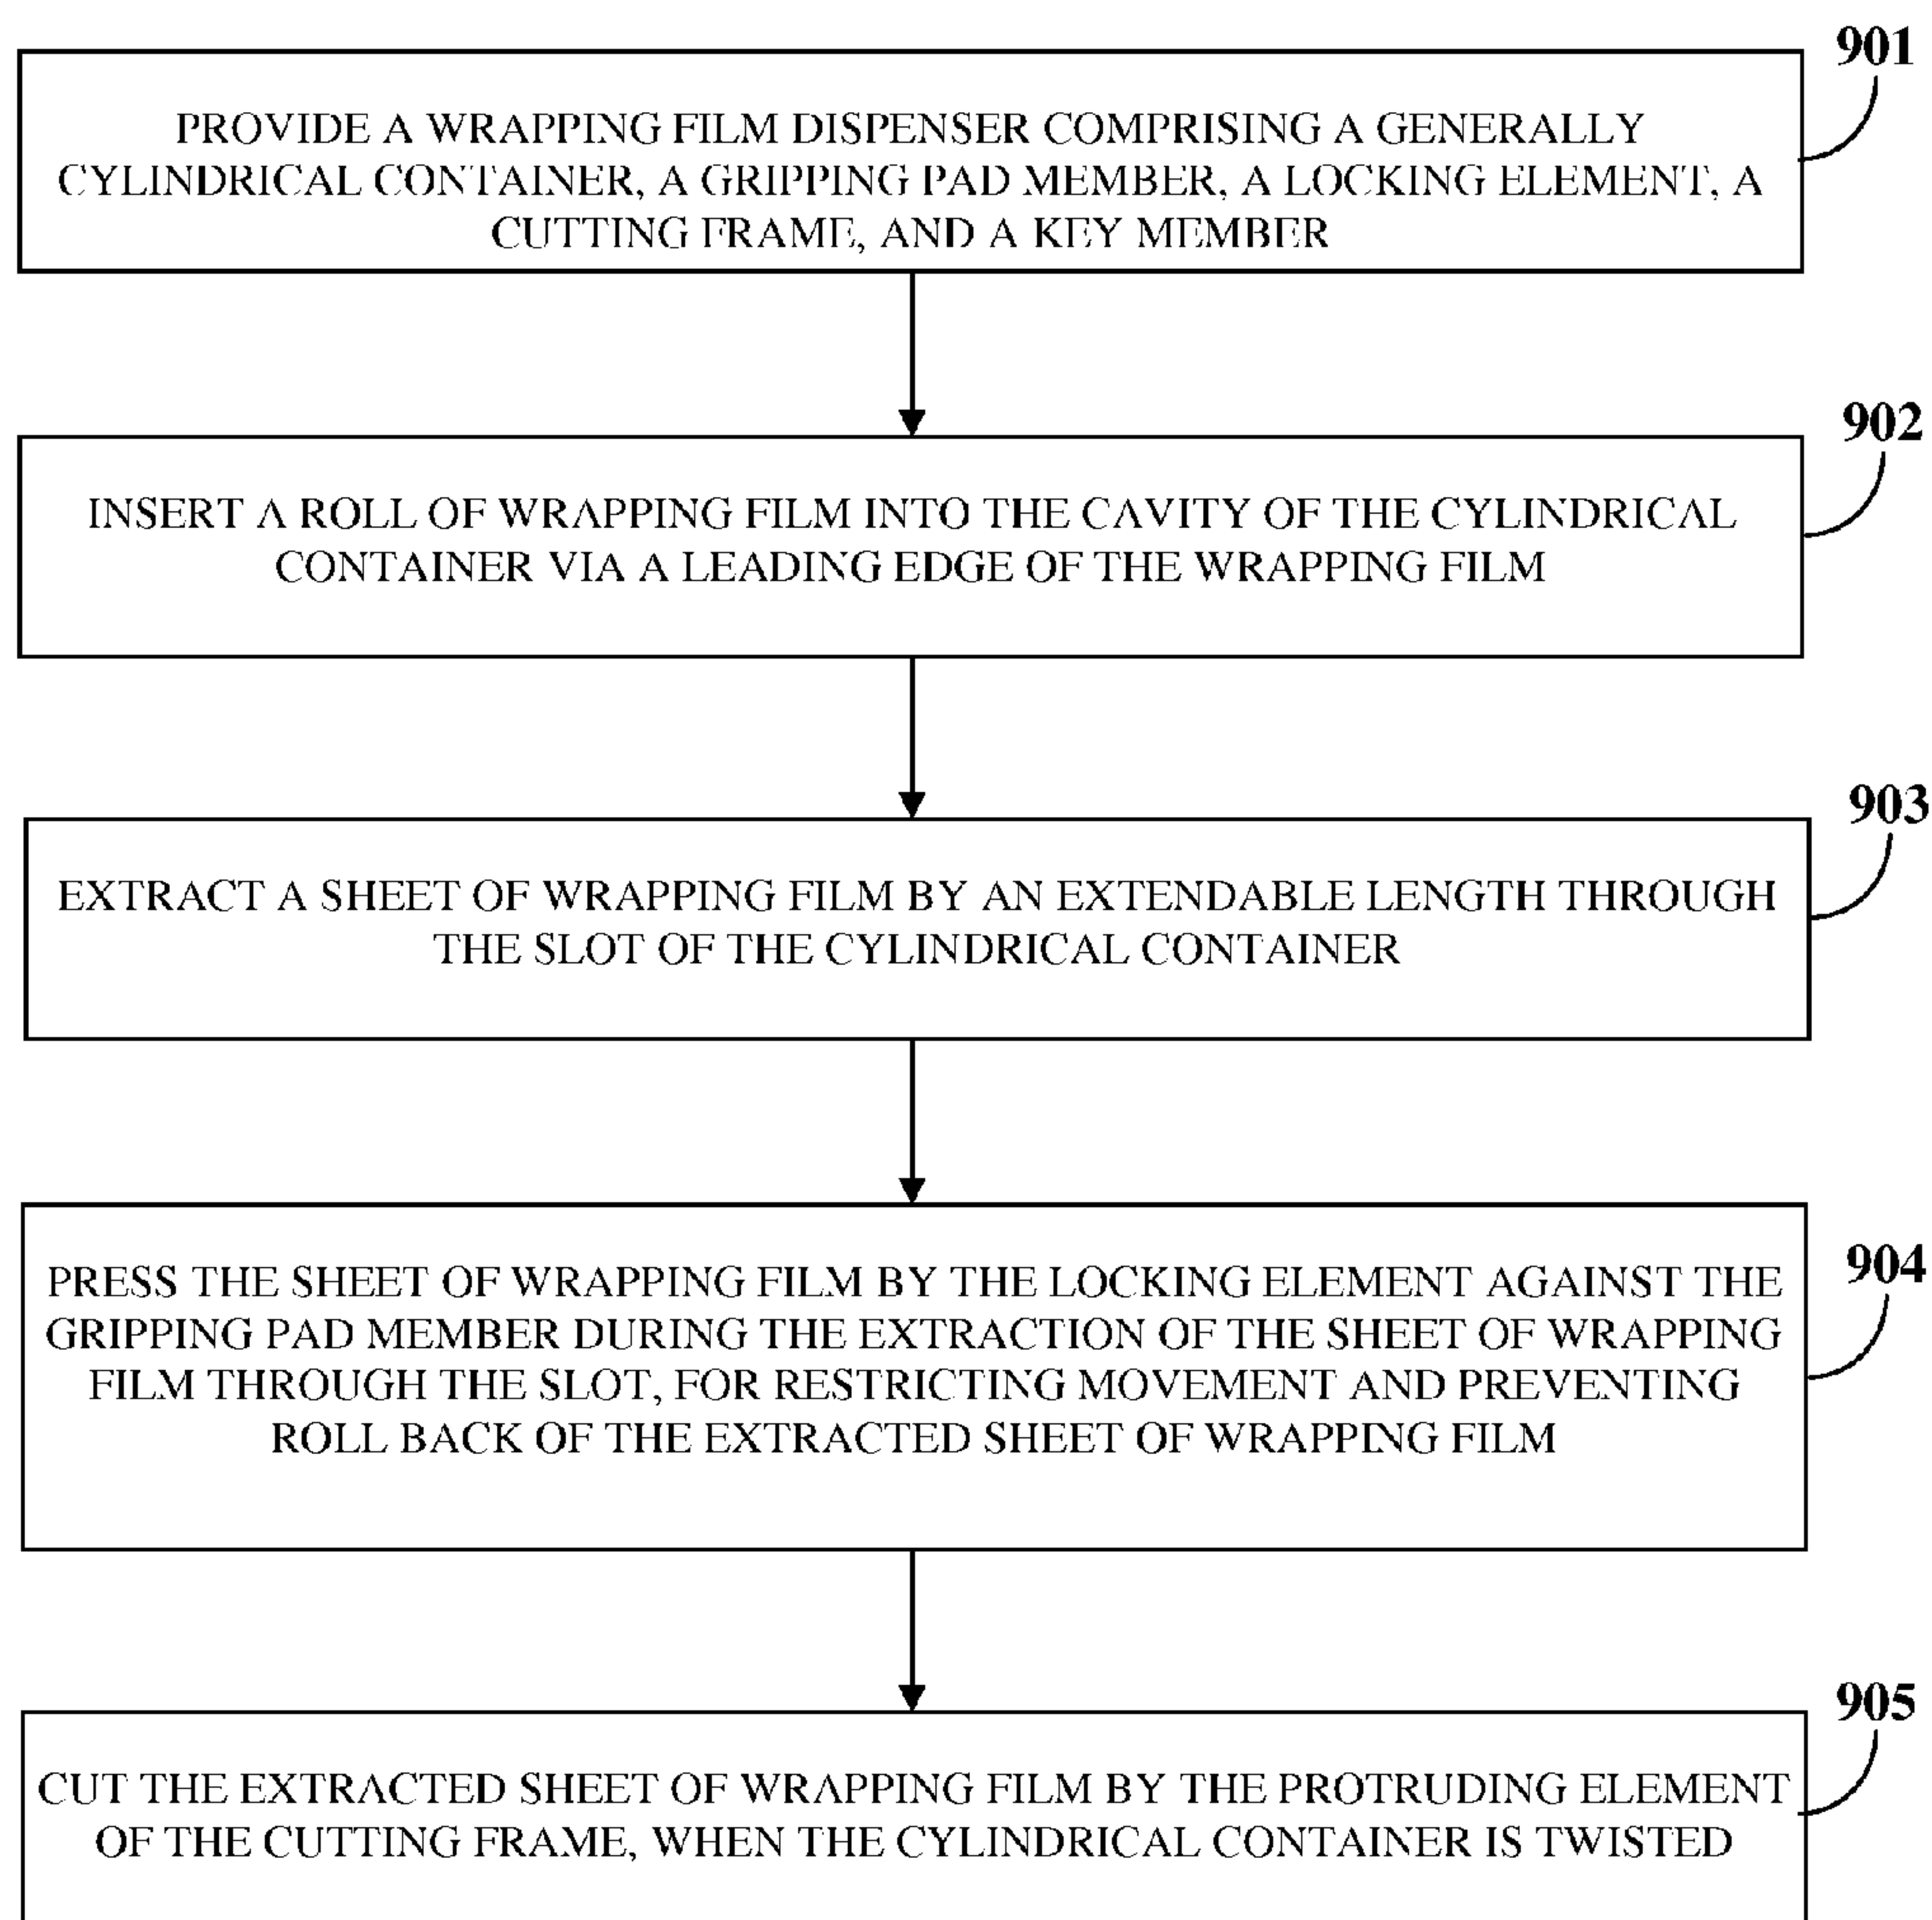 901
PROVIDE A WRAPPING FILM DISPENSER COMPRISING A GENERALLY
CYLINDRICAL CONTAINER, A GRIPPING PAD MEMBER, A LOCKING ELEMENT, A
CUTTING FRAME, AND A KEY MEMBER
902
INSERT A ROLL OF WRAPPING FILM INTO THE CAVITY OF THE CYLINDRICAL
CONTAINER VIA A LEADING EDGE OF THE WRAPPING FILM
903
EXTRACT A SHEET OF WRAPPING FILM BY AN EXTENDABLE LENGTH THROUGH
THE SLOT OF THE CYLINDRICAL CONTAINER
904
PRESS THE SHEET OF WRAPPING FILM BY THE LOCKING ELEMENT AGAINST THE
GRIPPING PAD MEMBER DURING THE EXTRACTION OF THE SHEET OF WRAPPING
FILM THROUGH THE SLOT, FOR RESTRICTING MOVEMENT AND PREVENTING
ROLL BACK OF THE EXTRACTED SHEET OF WRAPPING FILM
905
CUT THE EXTRACTED SHEET OF WRAPPING FILM BY THE PROTRUDING ELEMENT
OF THE CUTTING FRAME, WHEN THE CYLINDRICAL CONTAINER IS TWISTED